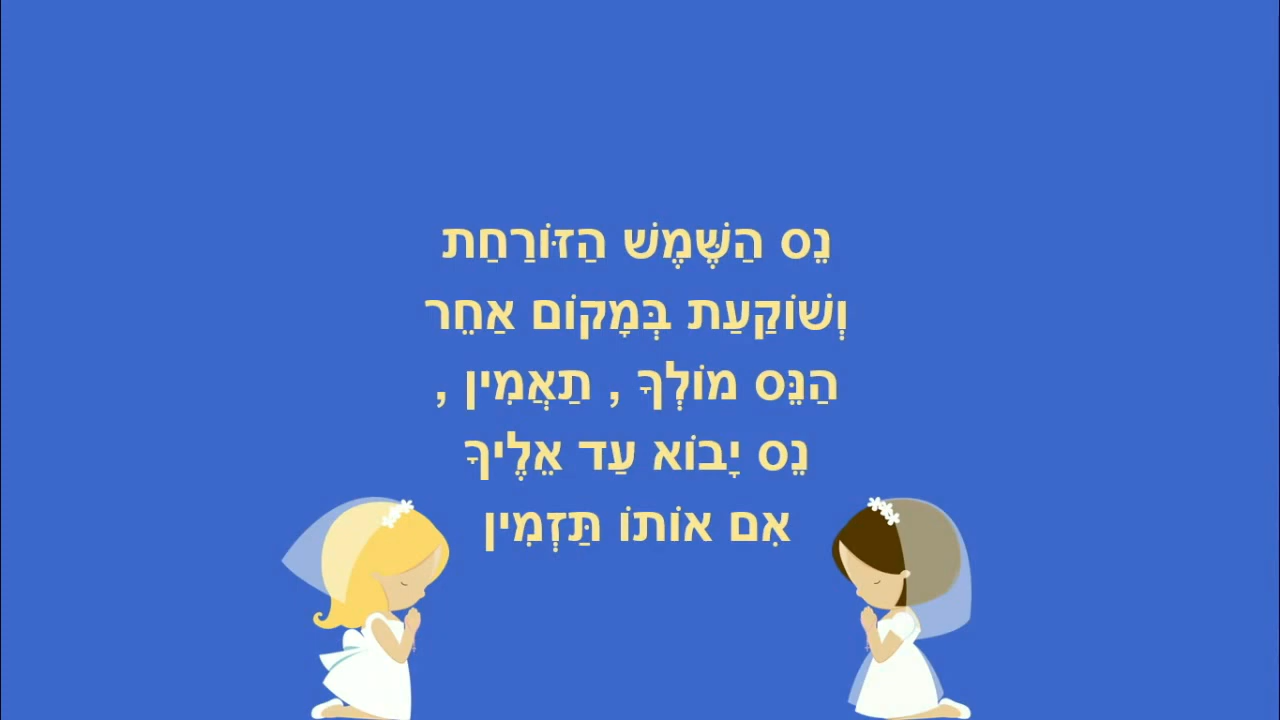 נֵס הַשֶּׁמֶשׁ הַזּוֹרַחַת
וְשׁוֹקַעַת בְּמָקוֹם אַחֵר
הַנֵּס מוֹלְךָ , תַאֲמִין ,
נֵס יָבוֹא עַד אֵלֶיךָ
אִם אוֹתוֹ תַּזְמִין